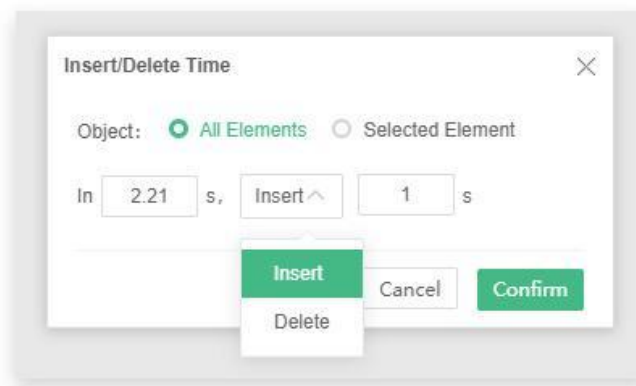 Insert/Delete Time
Object: All Elements Selected Element
In 2.21 s, Insert 1 s
Insert
Cancel Confirm
Delete